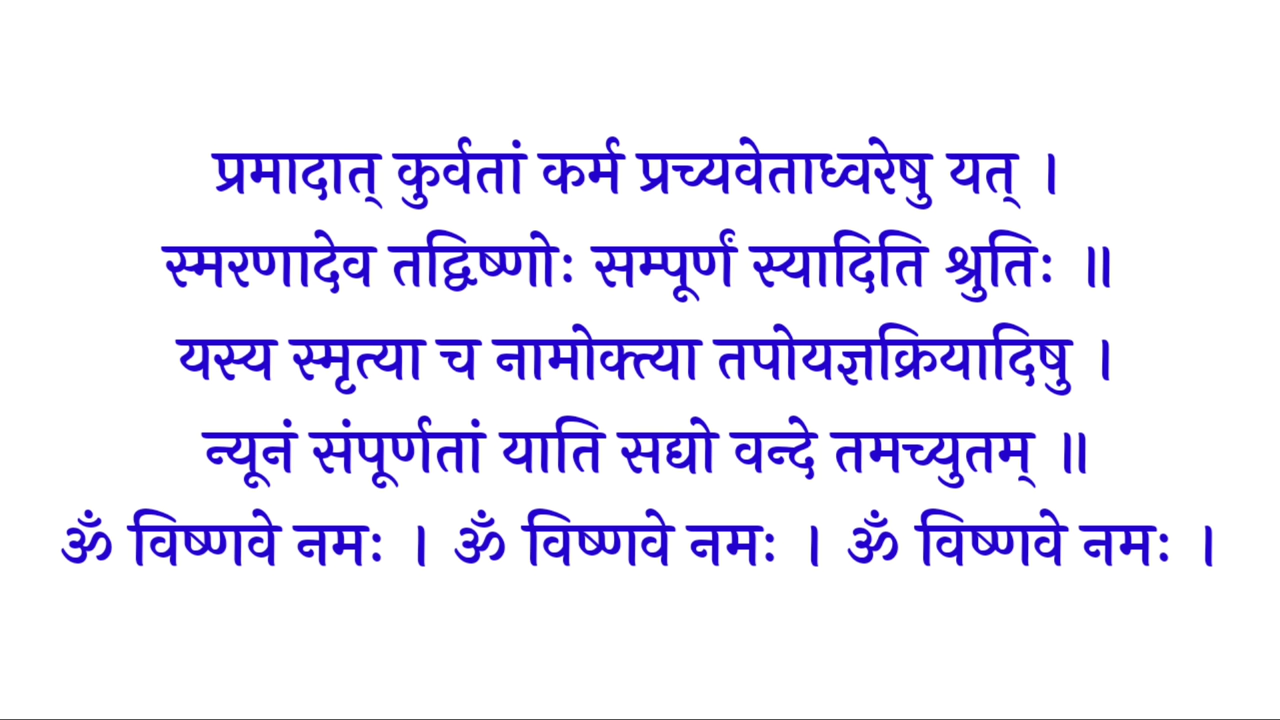 प्रमादात् कुर्वतां कर्म प्रच्यवेताध्वरेषु यत् ।
स्मरणादेव तद्विष्णोः सम्पूर्णं स्यादिति श्रुतिः ॥
यस्य स्मृत्या च नामोक्त्या तपोयज्ञक्रियादिषु ।
न्यूनं संपूर्णतां याति सद्यो वन्दे तमच्युतम् ॥
ॐ विष्णवे नमः । ॐ विष्णवे नमः । ॐ विष्णवे नमः ।